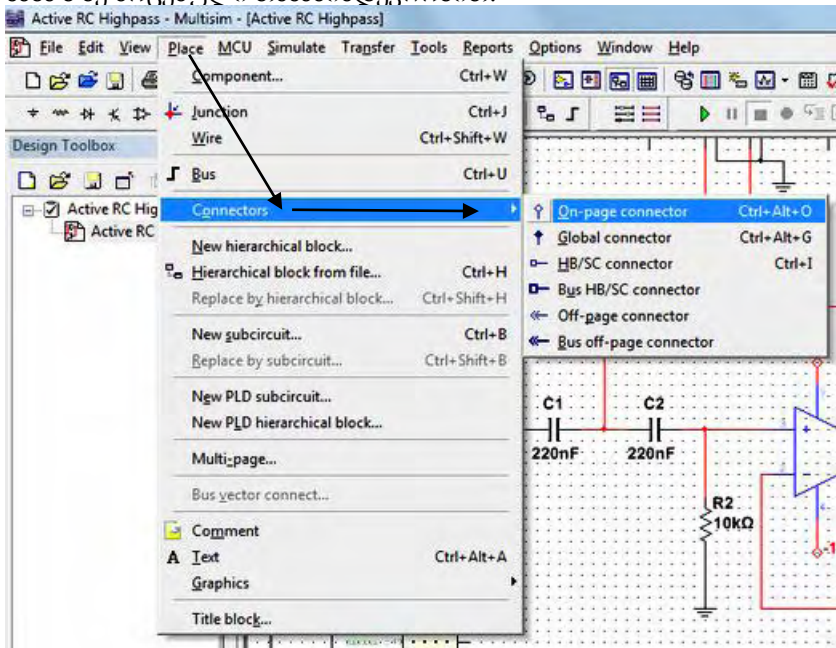 Active RC Highpass - Multisim - [Active RC Highpass]
File Edit View Place MCU Simulate Transfer Tools Reports Options Window Help
Component... Ctrl+W
Junction Ctrl+J
Wire Ctrl+Shift+W
Design Toolbox
Bus Ctrl+U
Active RC Hig
Connectors
On-page connector Ctrl+Alt+O
Active RC
Global connector Ctrl+Alt+G
New hierarchical block...
HB/SC connector Ctrl+I
Hierarchical block from file... Ctrl+H
Bus HB/SC connector
Replace by hierarchical block... Ctrl+Shift+H
Off-page connector
New subcircuit... Ctrl+B
Bus off-page connector
Replace by subcircuit... Ctrl+Shift+B
New PLD subcircuit...
New PLD hierarchical block...
C1 C2
Multi-page...
220nF 220nF
Bus vector connect...
R2
Comment
10kΩ
Text Ctrl+Alt+A
Graphics
Title block...